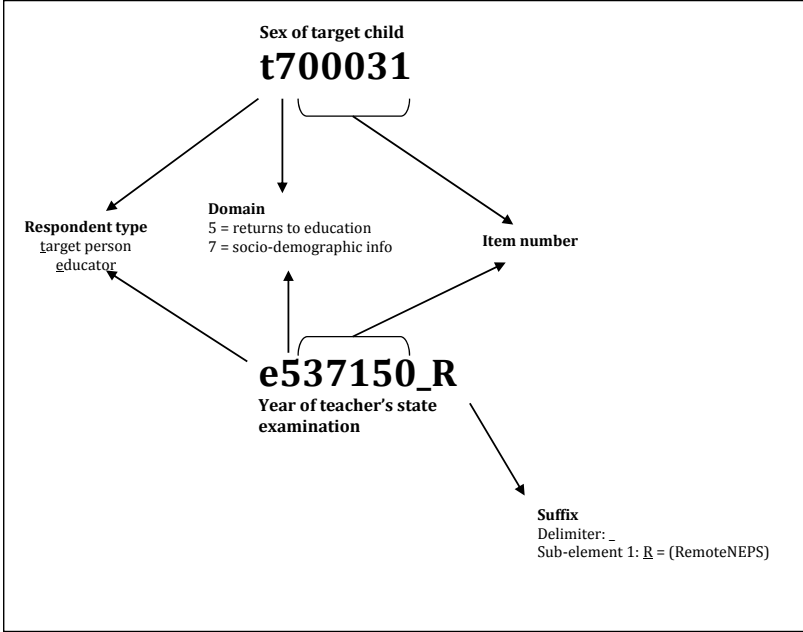 Sex of target child
t700031
Respondent type
target person
educator
Domain
5 = returns to education
7 = socio-demographic info
Item number
e537150_R
Year of teacher’s state
examination
Suffix
Delimiter: _
Sub-element 1: R = (RemoteNEPS)